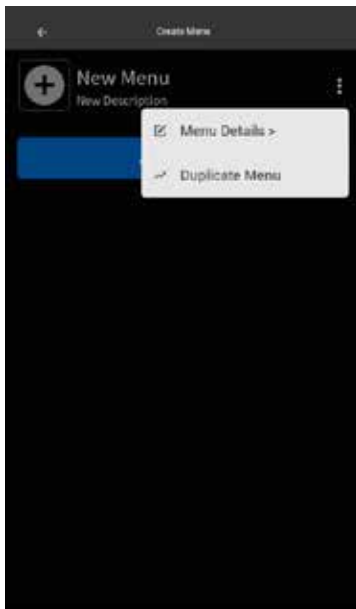 Create Menu
New Menu
New Description
Menu Details >
Duplicate Menu